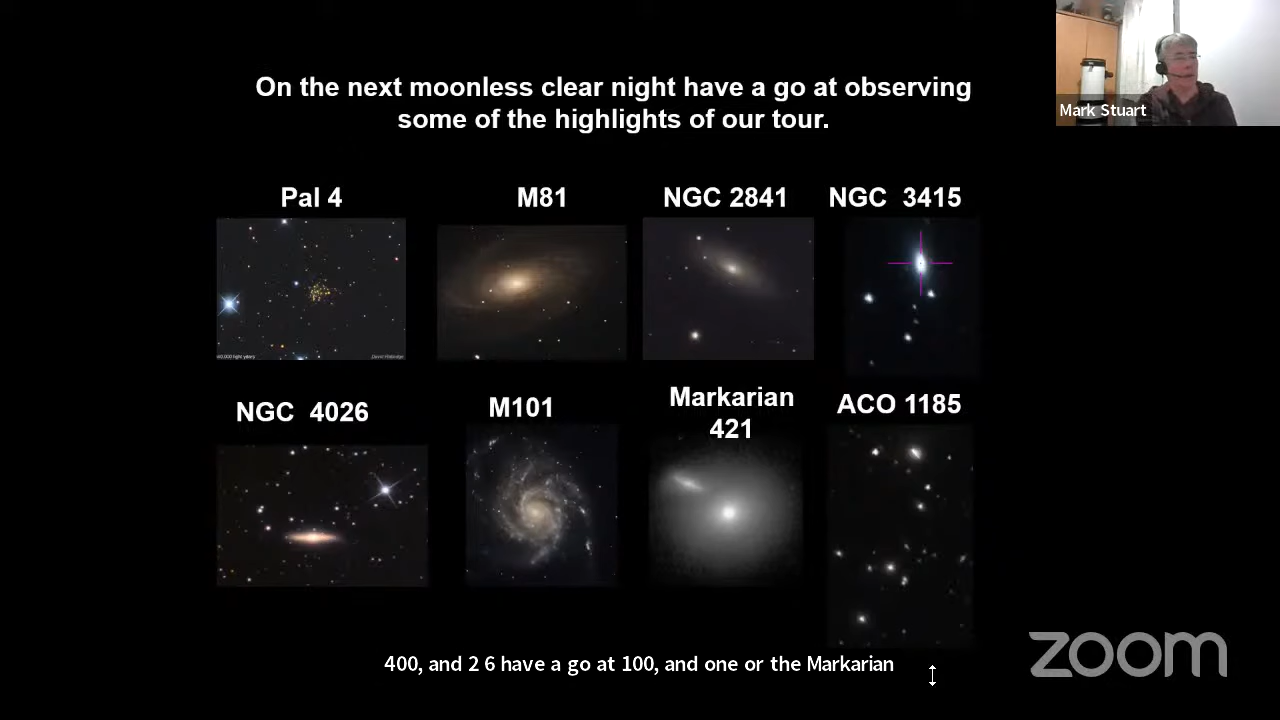 On the next moonless clear night have a go at observing
some of the highlights of our tour.
Mark Stuart
Pal 4
M81
NGC 2841
NGC 3415
NGC 4026
M101
Markarian
421
ACO 1185
400, and 2 6 have a go at 100, and one or the Markarian
zoom